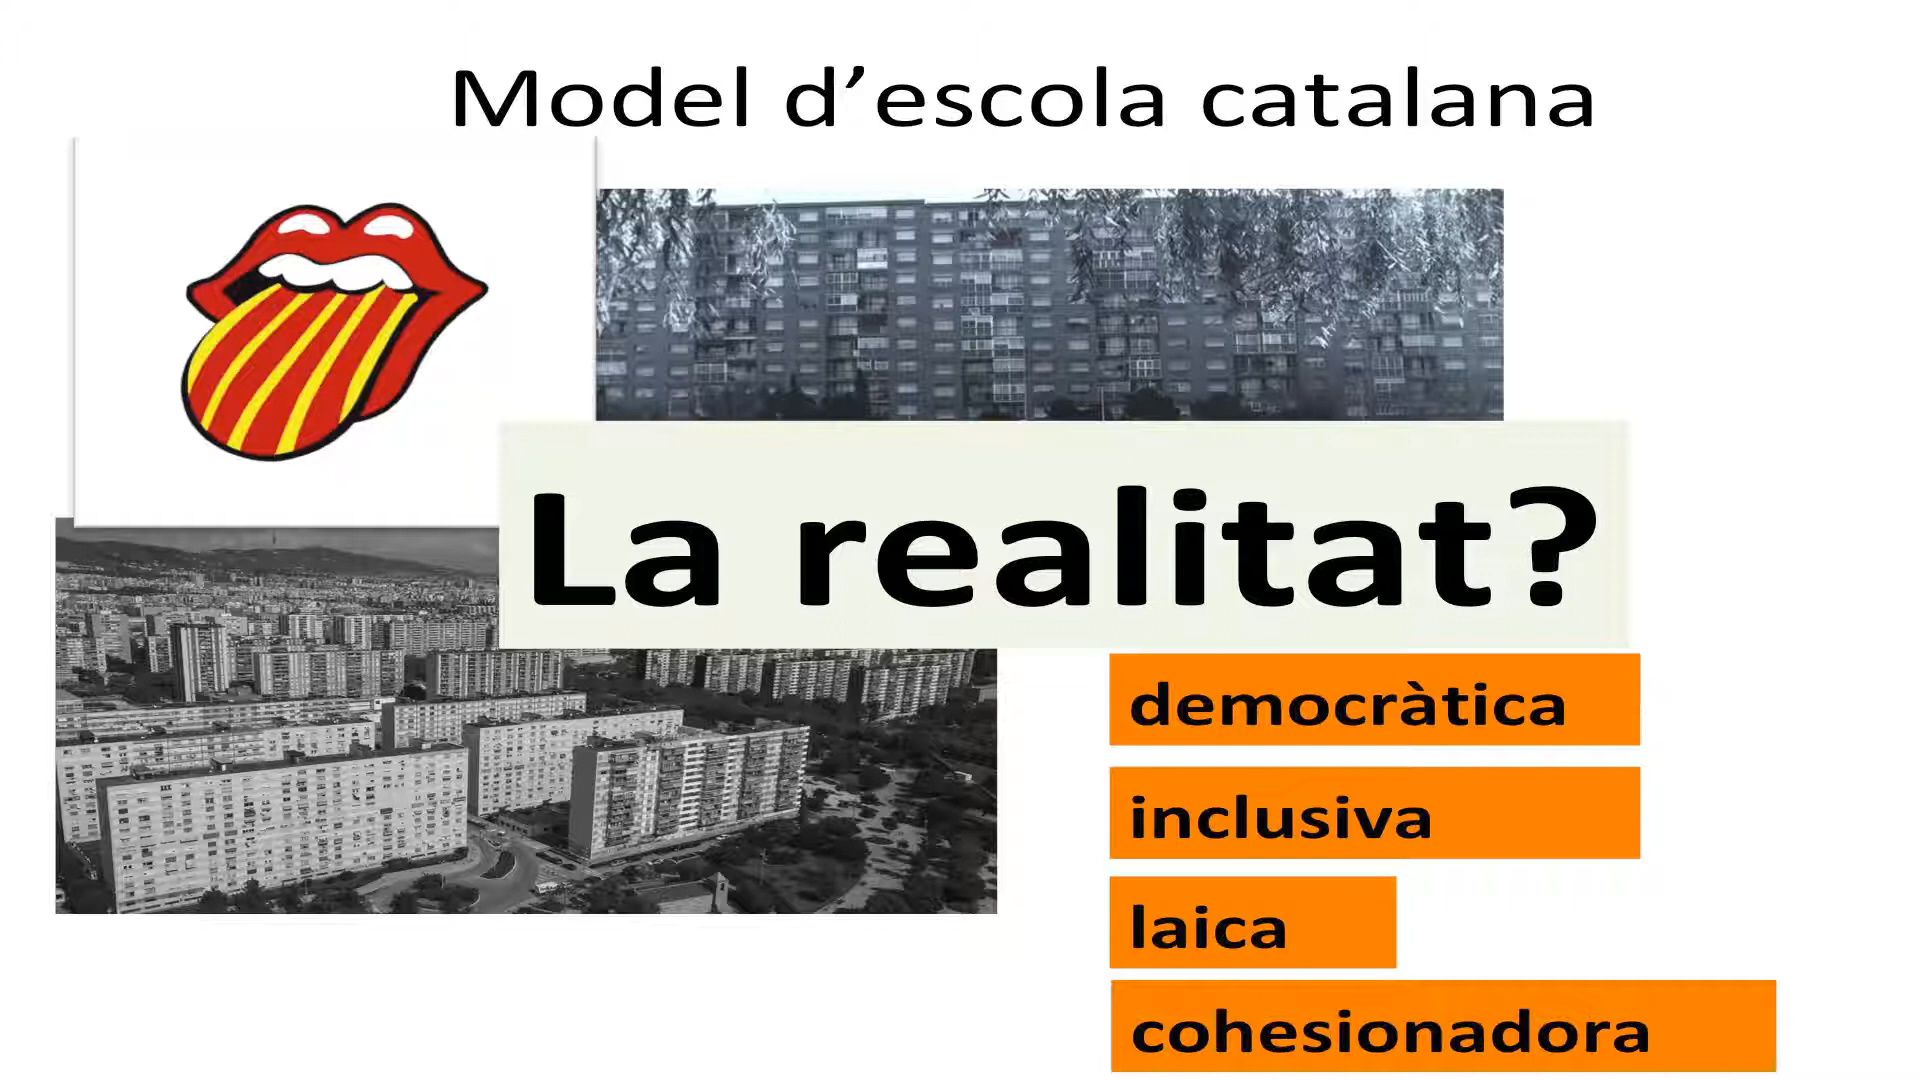 Model d’escola catalana
La realitat?
democràtica
inclusiva
laica
cohesionadora